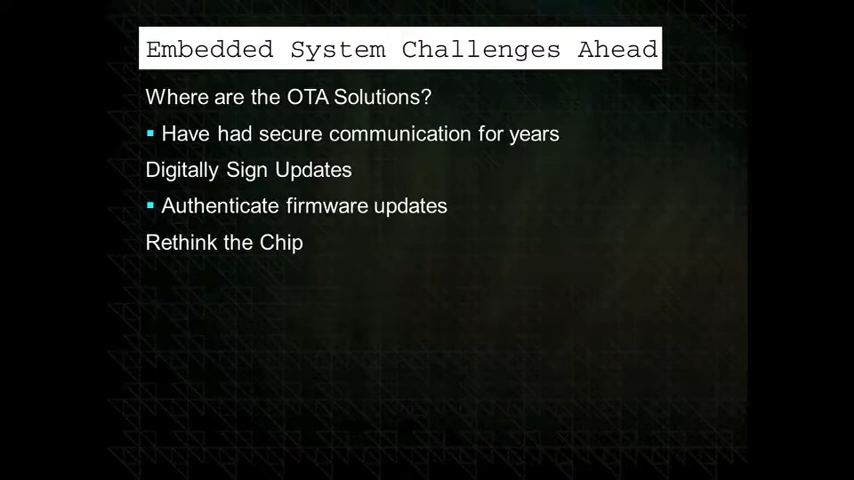 Embedded System Challenges Ahead
Where are the OTA Solutions?
▪ Have had secure communication for years
Digitally Sign Updates
▪ Authenticate firmware updates
Rethink the Chip